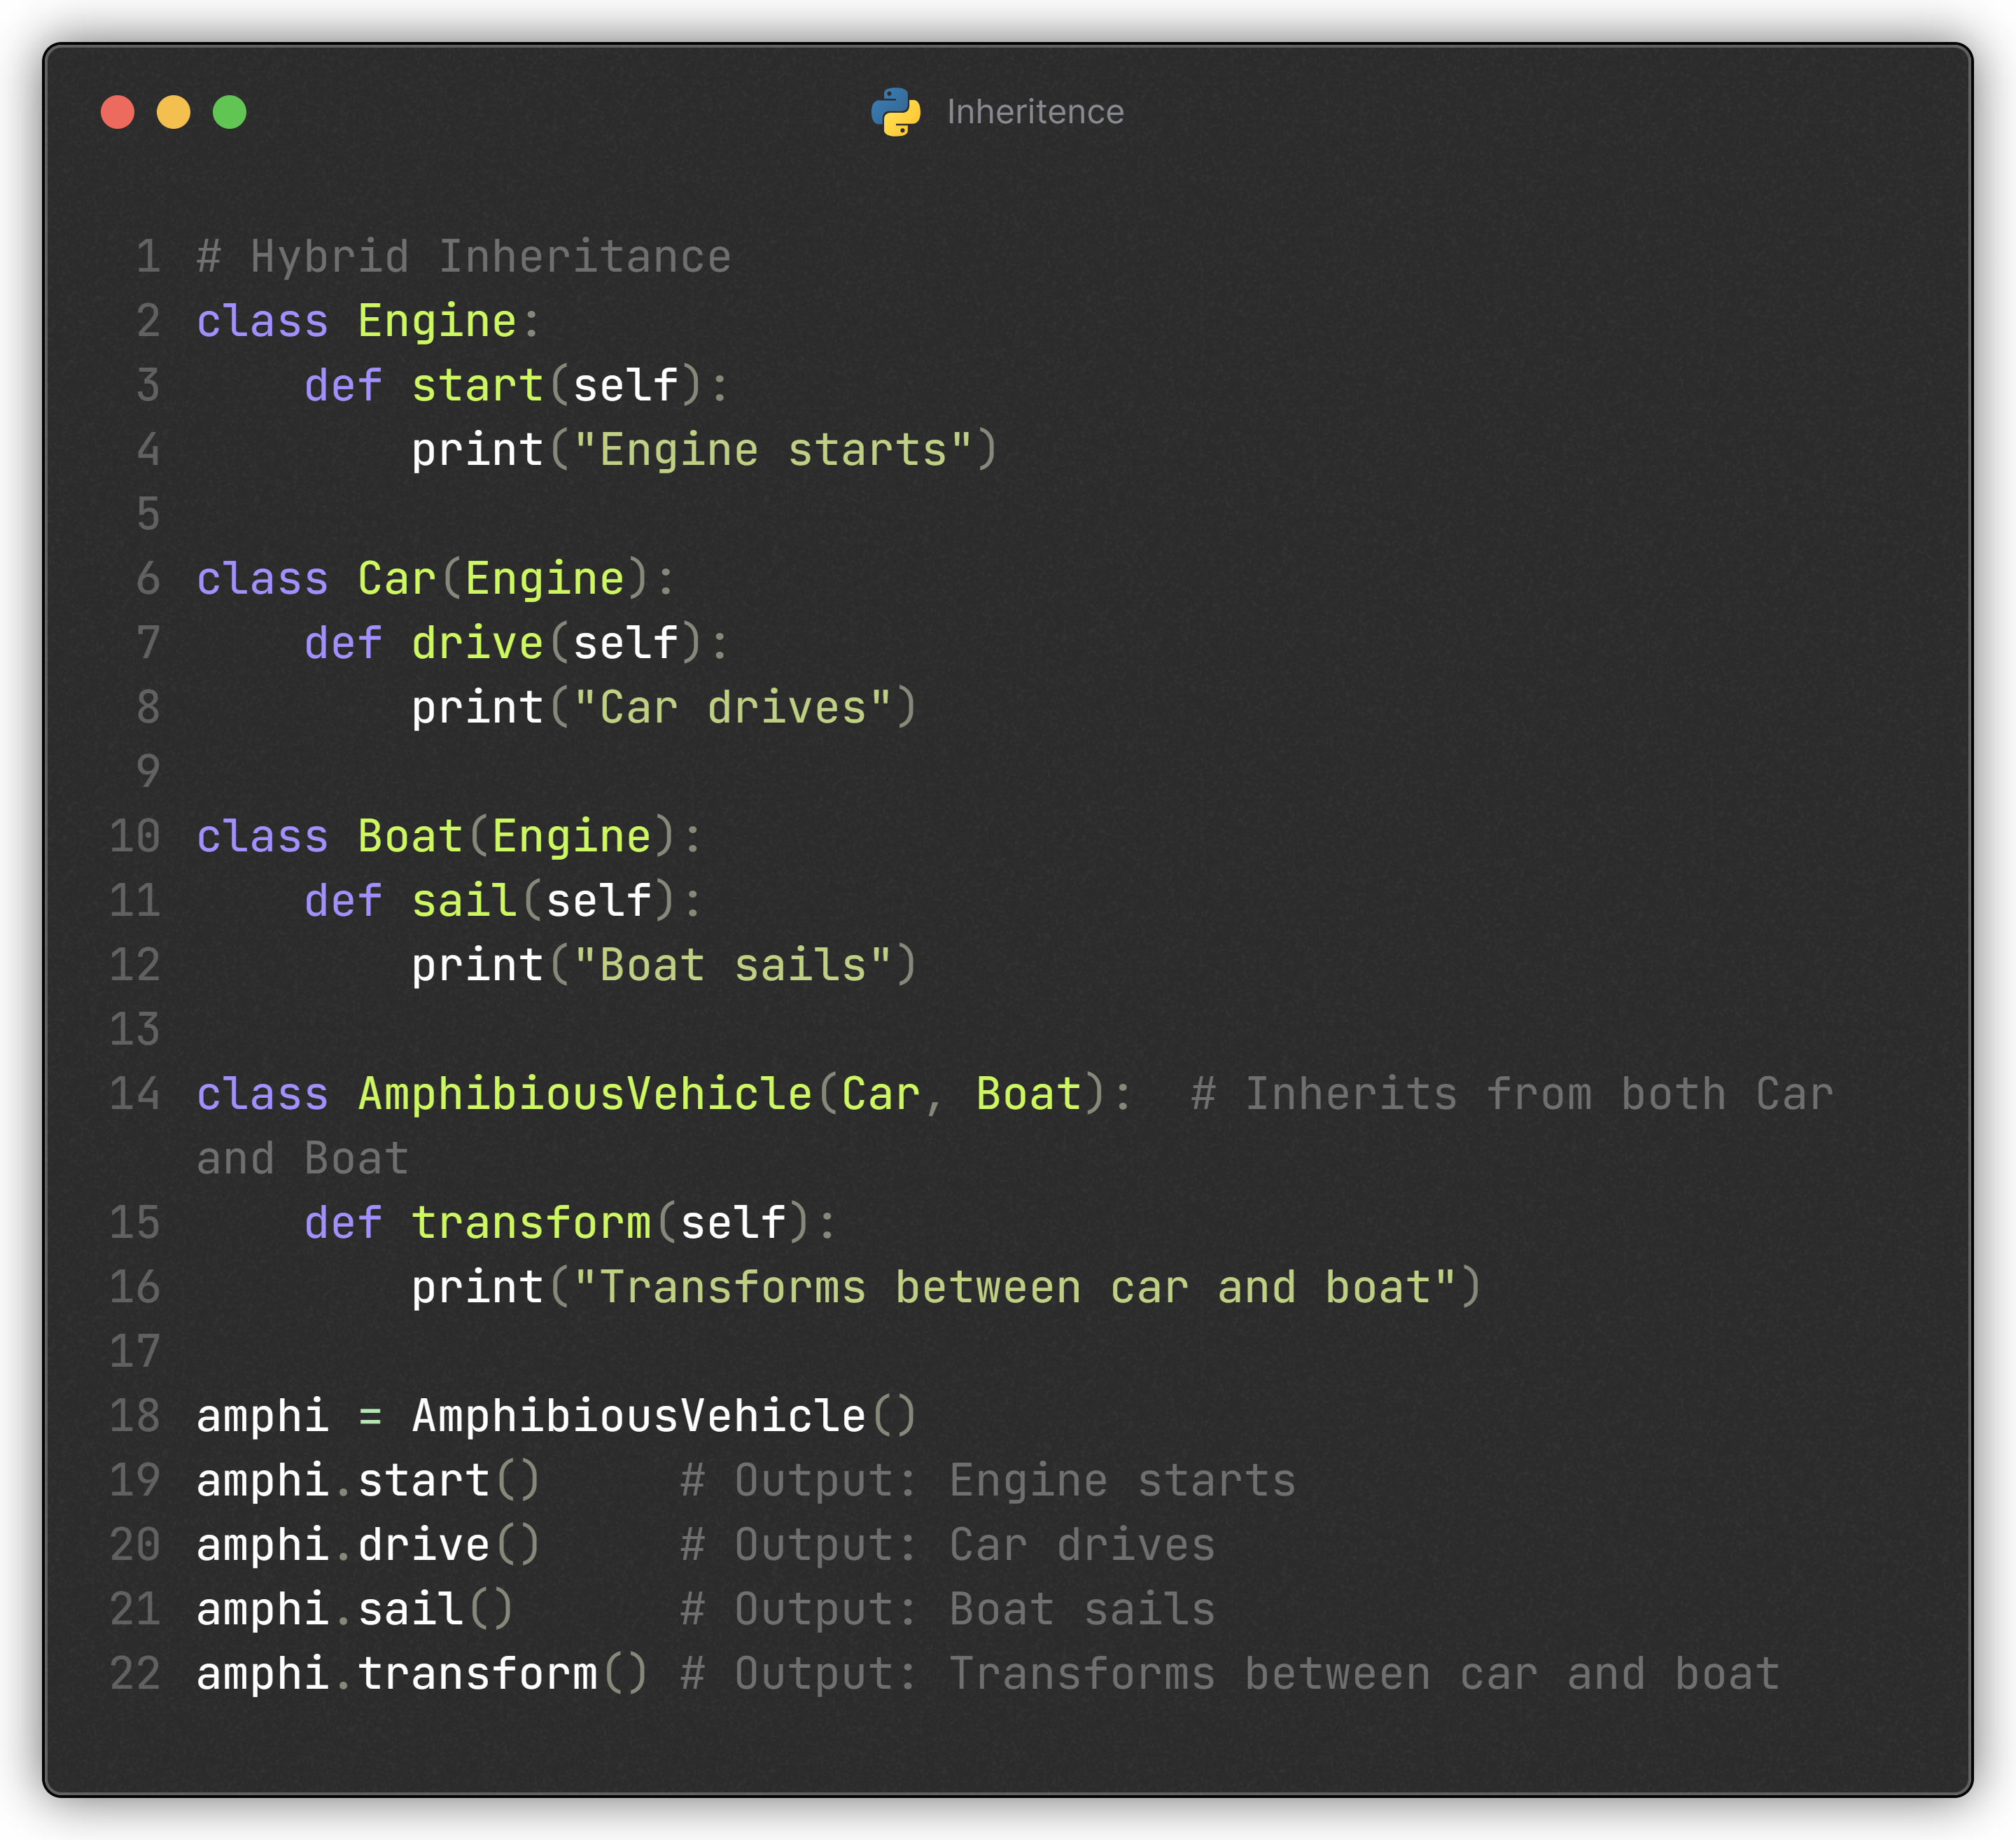 Inheritence
1 # Hybrid Inheritance
2 class Engine:
3     def start(self):
4         print("Engine starts")
5
6 class Car(Engine):
7     def drive(self):
8         print("Car drives")
9
10 class Boat(Engine):
11     def sail(self):
12         print("Boat sails")
13
14 class AmphibiousVehicle(Car, Boat):  # Inherits from both Car
and Boat
15     def transform(self):
16         print("Transforms between car and boat")
17
18 amphi = AmphibiousVehicle()
19 amphi.start()     # Output: Engine starts
20 amphi.drive()     # Output: Car drives
21 amphi.sail()      # Output: Boat sails
22 amphi.transform() # Output: Transforms between car and boat